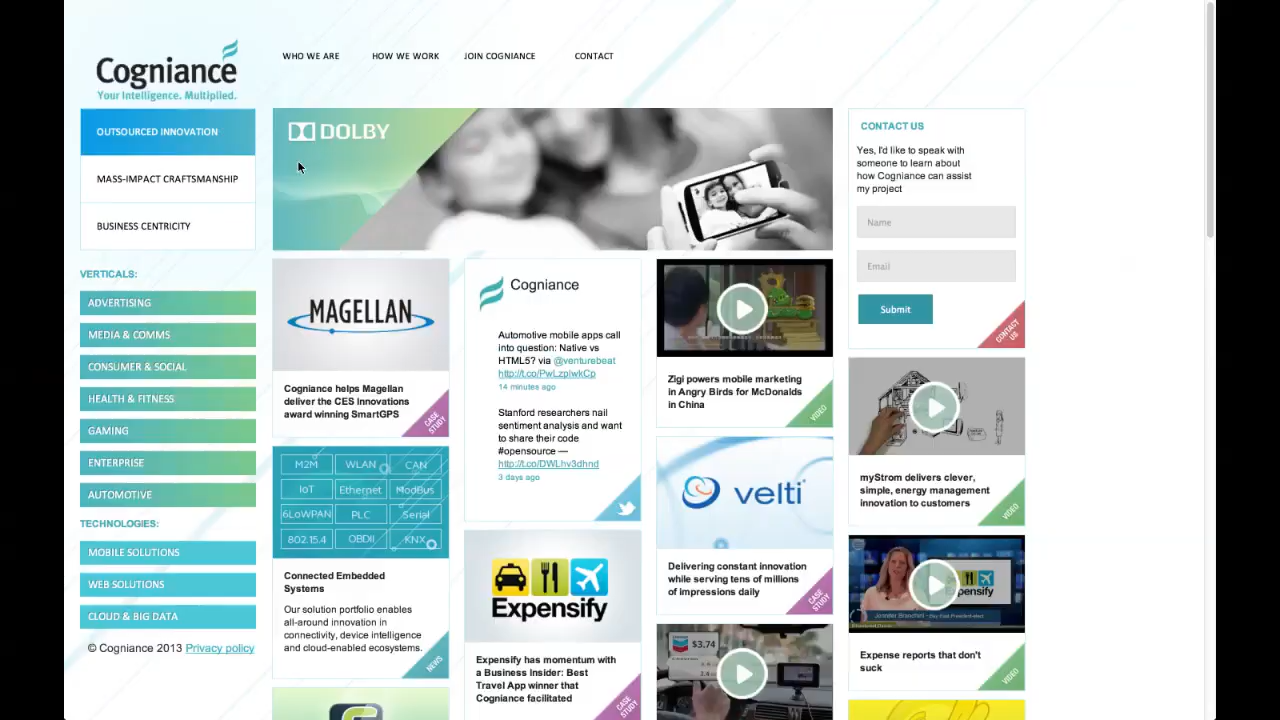 Cogniance
Your Intelligence. Multiplied.
WHO WE ARE
HOW WE WORK
JOIN COGNIANCE
CONTACT
OUTSOURCED INNOVATION
MASS-IMPACT CRAFTSMANSHIP
BUSINESS CENTRICITY
VERTICALS:
ADVERTISING
MEDIA & COMMS
CONSUMER & SOCIAL
HEALTH & FITNESS
GAMING
ENTERPRISE
AUTOMOTIVE
TECHNOLOGIES:
MOBILE SOLUTIONS
WEB SOLUTIONS
CLOUD & BIG DATA
© Cogniance 2013 Privacy policy
DOLBY
MAGELLAN
Cogniance helps Magellan
deliver the CES Innovations
award winning SmartGPS
CASE
STUDY
M2M
WLAN
CAN
IoT
Ethernet
ModBus
6LoWPAN
PLC
Serial
802.15.4
OBDII
KNX
Connected Embedded
Systems
Our solution portfolio enables
all-around innovation in
connectivity, device intelligence
and cloud-enabled ecosystems.
NEWS
Cogniance
Automotive mobile apps call
into question: Native vs
HTML5? via @venturebeat
http://t.co/PwLzpiwkCp
14 minutes ago
Stanford researchers nail
sentiment analysis and want
to share their code
#opensource —
http://t.co/DWLhv3dhnd
3 days ago
Expensify
Expensify has momentum with
a Business Insider: Best
Travel App winner that
Cogniance facilitated
CASE
STUDY
Zigi powers mobile marketing
in Angry Birds for McDonalds
in China
VIDEO
velti
Delivering constant innovation
while serving tens of millions
of impressions daily
CASE
STUDY
$3.74
CONTACT US
Yes, I'd like to speak with
someone to learn about
how Cogniance can assist
my project
Name
Email
Submit
CONTACT
US
myStrom delivers clever,
simple, energy management
innovation to customers
VIDEO
Expensify
Expense reports that don't
suck
VIDEO